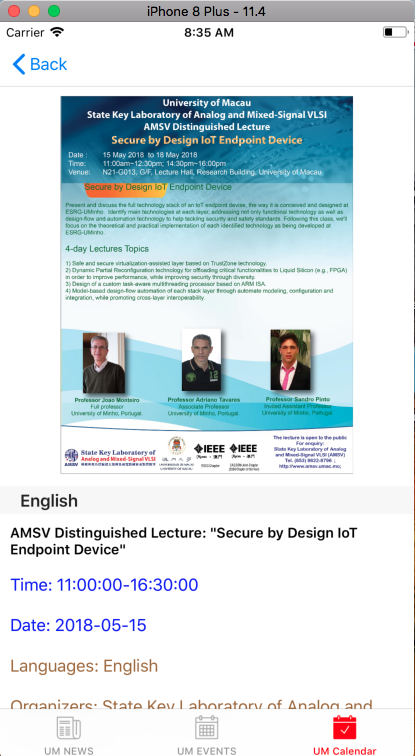 iPhone 8 Plus - 11.4
Carrier
8:35 AM
Back
University of Macau
State Key Laboratory of Analog and Mixed-Signal VLSI
AMSV Distinguished Lecture
Secure by Design IoT Endpoint Device
Date : 15 May 2018 to 18 May 2018
Time: 11:00am~12:30pm; 14:30pm~16:00pm
Venue: N21-G013, G/F, Lecture Hall, Research Building, University of Macau
Secure by Design IoT Endpoint Device
Present and discuss the full technology stack of an IoT endpoint devise, the way it is conceived and designed at
ESRG-UMinho. Identify main technologies at each layer, addressing not only functional technology as well as
design-flow and automation technology to help tackling security and safety standards. Following this class, we'll
focus on the theoretical and practical implementation of each identified technology as being developed at
ESRG-UMinho.
4-day Lectures Topics
1) Safe and secure virtualization-assisted layer based on TrustZone technology.
2) Dynamic Partial Reconfiguration technology for offloading critical functionalities to Liquid Silicon (e.g., FPGA)
in order to improve performance, while improving security through diversity.
3) Design of a custom task-aware multithreading processor based on ARM ISA.
4) Model-based design-flow automation of each stack layer through automate modeling, configuration and
integration, while promoting cross-layer interoperability.
Professor Joao Monteiro
Full professor
University of Minho, Portugal.
Professor Adriano Tavares
Associate Professor
University of Minho, Portugal.
Professor Sandro Pinto
Invited Assistant Professor
University of Minho, Portugal.
State Key Laboratory of
Analog and Mixed-Signal VLSI
AMSV
IEEE
IEEE
The lecture is open to the public
For enquiry:
State Key Laboratory of Analog
and Mixed-Signal VLSI (AMSV)
Tel. (853) 8822-8796 ;
http://www.amsv.umac.mo;
English
AMSV Distinguished Lecture: "Secure by Design IoT
Endpoint Device"
Time: 11:00:00-16:30:00
Date: 2018-05-15
Languages: English
Organizers: State Key Laboratory of Analog and
UM NEWS
UM EVENTS
UM Calendar